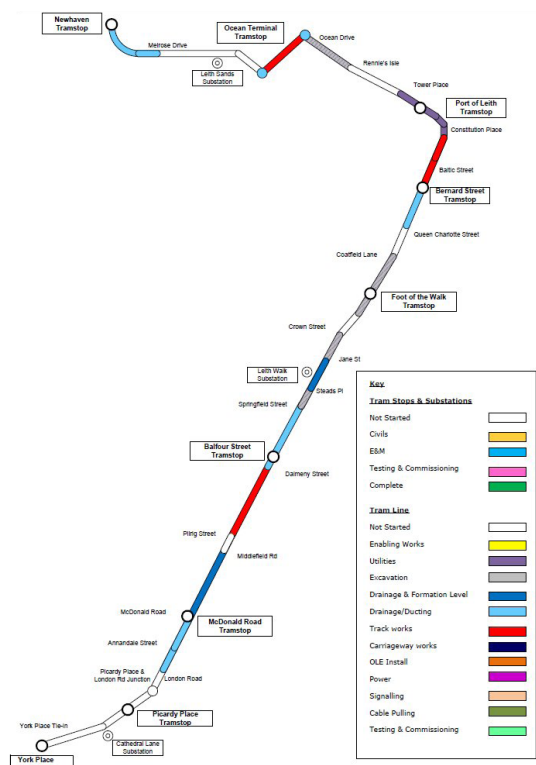 Newhaven
Tramstop
Melrose Drive
Ocean Terminal
Tramstop
Leith Sands
Substation
Ocean Drive
Rennie's Isle
Tower Place
Port of Leith
Tramstop
Constitution Place
Baltic Street
Bernard Street
Tramstop
Queen Charlotte Street
Coatfield Lane
Foot of the Walk
Tramstop
Crown Street
Jane St
Leith Walk
Substation
Steads Pl
Springfield Street
Balfour Street
Tramstop
Dalmeny Street
Pilrig Street
Middlefield Rd
McDonald Road
McDonald Road
Tramstop
Annandale Street
Picardy Place &
London Rd Junction
London Road
Picardy Place
Tramstop
York Place Tie-in
Cathedral Lane
Substation
York Place
Key
Tram Stops & Substations
Not Started
Civils
E&M
Testing & Commissioning
Complete
Tram Line
Not Started
Enabling Works
Utilities
Excavation
Drainage & Formation Level
Drainage/Ducting
Track works
Carriageway works
OLE Install
Power
Signalling
Cable Pulling
Testing & Commissioning